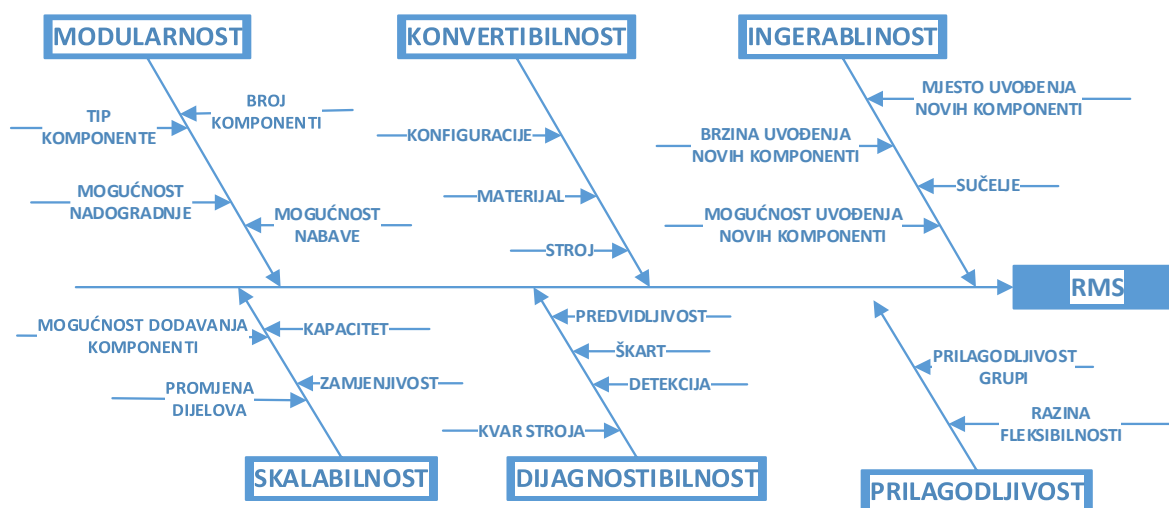 MODULARNOST
KONVERTIBILNOST
INGERABLINOST
TIP
KOMPONENTE
BROJ
KOMPONENTI
MOGUĆNOST
NADOGRADNJE
MOGUĆNOST
NABAVE
KONFIGURACIJE
MATERIJAL
STROJ
MJESTO UVOĐENJA
NOVIH KOMPONENTI
BRZINA UVOĐENJA
NOVIH KOMPONENTI
SUČELJE
MOGUĆNOST UVOĐENJA
NOVIH KOMPONENTI
RMS
MOGUĆNOST DODAVANJA
KOMPONENTI
KAPACITET
ZAMJENJIVOST
PROMJENA
DIJELOVA
PREDVIDLJIVOST
ŠKART
DETEKCIJA
KVAR STROJA
PRILAGODLJIVOST
GRUPI
RAZINA
FLEKSIBILNOSTI
SKALABILNOST
DIJAGNOSTIBILNOST
PRILAGODLJIVOST